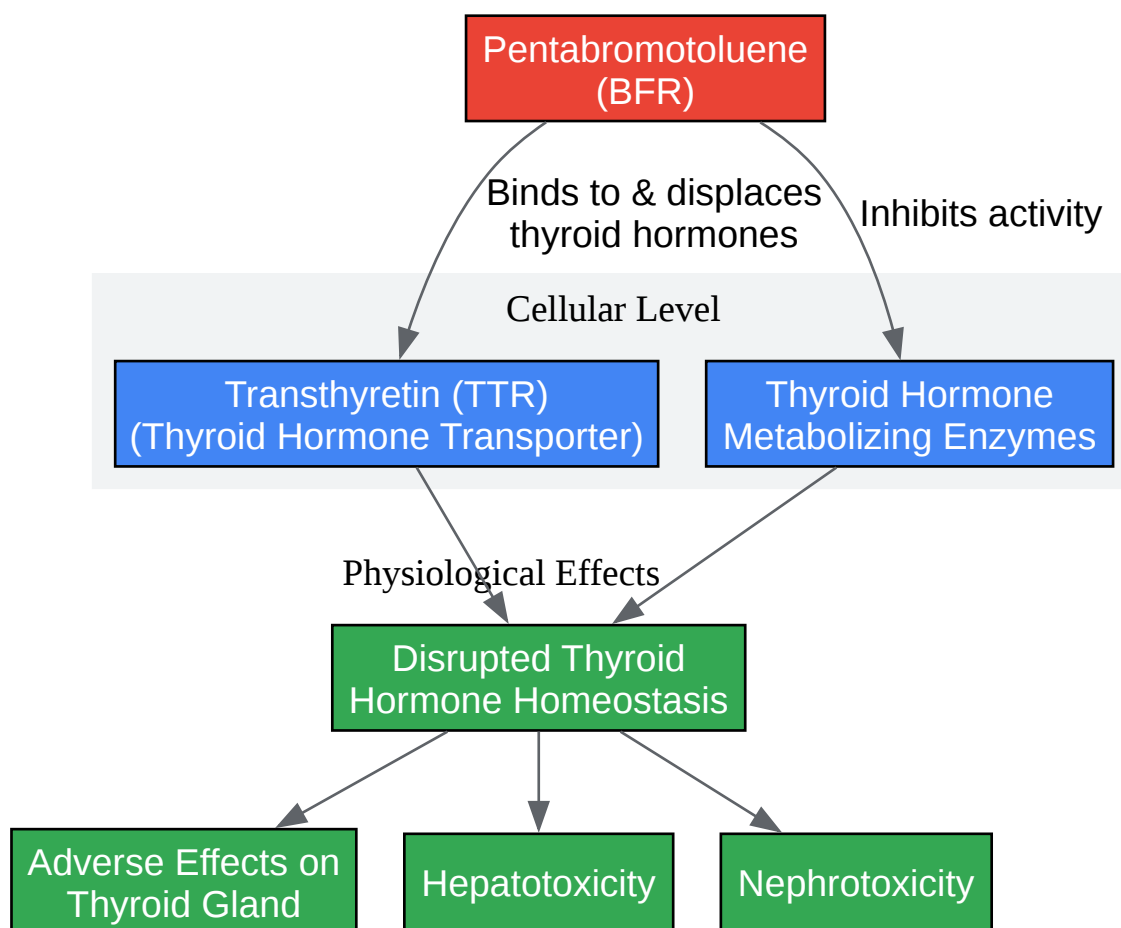 Pentabromotoluene
(BFR)
Binds to & displaces
thyroid hormones
Inhibits activity
Cellular Level
Transthyretin (TTR)
(Thyroid Hormone Transporter)
Thyroid Hormone
Metabolizing Enzymes
Physiological Effects
Disrupted Thyroid
Hormone Homeostasis
Adverse Effects on
Thyroid Gland
Hepatotoxicity
Nephrotoxicity